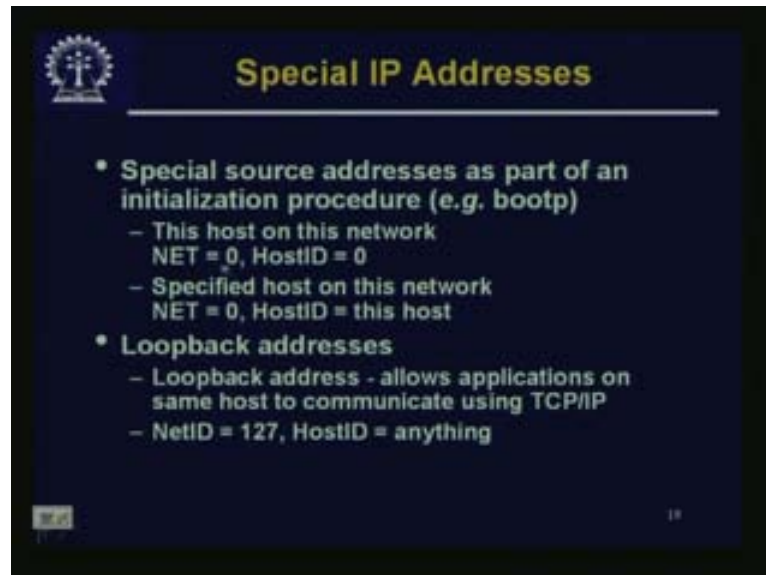 Special IP Addresses
• Special source addresses as part of an
initialization procedure (e.g. bootp)
– This host on this network
NET = 0, HostID = 0
– Specified host on this network
NET = 0, HostID = this host
• Loopback addresses
– Loopback address - allows applications on
same host to communicate using TCP/IP
– NetID = 127, HostID = anything